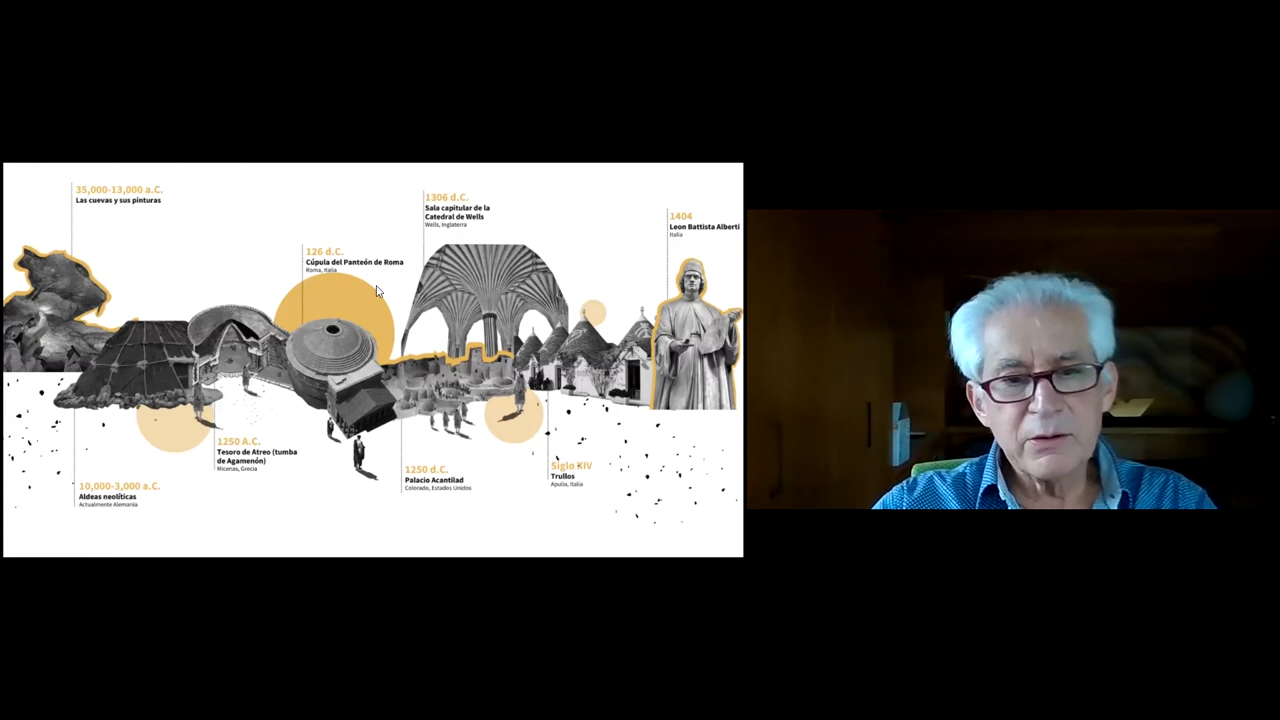 35,000-13,000 a.C.
Las cuevas y sus pinturas
10,000-3,000 a.C.
Aldeas neolíticas
Actualmente Alemania
1250 A.C.
Tesoro de Atreo (tumba
de Agamenón)
Micenas, Grecia
126 d.C.
Cúpula del Panteón de Roma
Roma, Italia
1250 d.C.
Palacio Acantilad
Colorado, Estados Unidos
1306 d.C.
Sala capitular de la
Catedral de Wells
Wells, Inglaterra
Siglo XIV
Trullos
Apulia, Italia
1404
Leon Battista Alberti
Italia